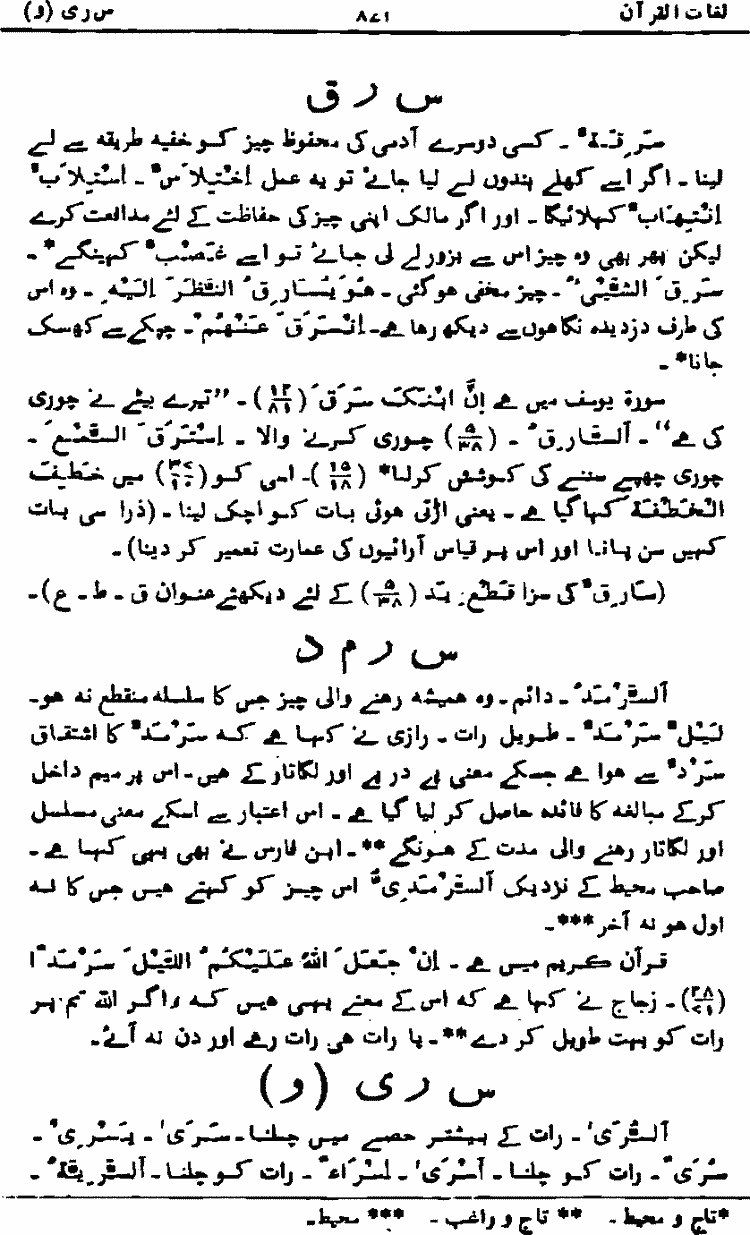 لغات القرآن ۸۷۱ س ری (و)
س ر ق
سَرِقَةٌ ۔ کسی دوسرے آدمی کی محفوظ چیز کو خفیہ طریقہ سے لے
لینا ۔ اگر اسے کھلے بندوں لے لیا جائے تو یہ عمل اِخْتِلَاسٌ ۔ اِسْتِلَابٌ
اِنْتِہَابٌ کہلائیگا ۔ اور اگر مالک اپنی چیز کی حفاظت کے لئے مدافعت کرے
لیکن پھر بھی وہ چیز اس سے بزور لے لی جائے تو اسے غَصْبٌ کہینگے* ۔
سَرِقَ الشَّیْیُٔ ۔ چیز مخفی ہوگئی ۔ ہُوَ یُسَارِقُ النَّظَرَ اِلَیْہِ ۔ وہ اس
کی طرف دزدیدہ نگاہوں سے دیکھ رہا ہے ۔ اِنْسَرَقَ عَنْہُمْ ۔ چپکے سے کھسک
جانا* ۔
سورۃ یوسف میں ہے اِنَّ ابْنَکَ سَرَقَ (۱۲/۸۱) ۔ ”تیرے بیٹے نے چوری
کی ہے“ ۔ اَلسَّارِقُ ۔ (۵/۳۸) چوری کرنے والا ۔ اِسْتَرَقَ السَّمْعَ ۔
چوری چھپے سننے کی کوشش کرنا* (۱۵/۱۸) ۔ اسی کو (۳۷/۱۰) میں خَطِفَ
الْخَطْفَةَ کہا گیا ہے ۔ یعنی اڑتی ہوئی بات کو اچک لینا ۔ (ذرا سی بات
کہیں سن پانا اور اس پر قیاس آرائیوں کی عمارت تعمیر کر دینا) ۔
(سَارِقٌ کی سزا قَطْعِ یَد (۵/۳۸) کے لئے دیکھئے عنوان ق ۔ ط ۔ ع) ۔
س ر م د
اَلسَّرْمَدُ ۔ دائم ۔ وہ ہمیشہ رہنے والی چیز جس کا سلسلہ منقطع نہ ہو ۔
لَیْلٌ سَرْمَدٌ ۔ طویل رات ۔ رازی نے کہا ہے کہ سَرْمَدٌ کا اشتقاق
سَرْدٌ سے ہوا ہے جسکے معنی پے در پے اور لگاتار کے ہیں ۔ اس پر میم داخل
کرکے مبالغہ کا فائدہ حاصل کر لیا گیا ہے ۔ اس اعتبار سے اسکے معنی مسلسل
اور لگاتار رہنے والی مدت کے ہونگے** ۔ ابن فارس نے بھی یہی کہا ہے ۔
صاحب محیط کے نزدیک اَلسَّرْمَدِیُّ اس چیز کو کہتے ہیں جس کا نہ
اول ہو نہ آخر*** ۔
قرآن کریم میں ہے ۔ اِنْ جَعَلَ اللہُ عَلَیْکُمُ اللَّیْلَ سَرْمَدًا
(۲۸/۷۱) ۔ زجاج نے کہا ہے کہ اس کے معنے یہی ہیں کہ واگر اللہ تم پر
رات کو بہت طویل کر دے** ۔ یا رات ہی رات رہے اور دن نہ آئے ۔
س ر ی (و)
اَلسُّرٰی ۔ رات کے بیشتر حصے میں چلنا ۔ سَرٰی ۔ یَسْرِیْ ۔
سُرًی ۔ رات کو چلنا ۔ اَسْرٰی ۔ اِسْرَاءً ۔ رات کو چلنا ۔ اَلسَّرِیَّةُ ۔
*تاج و محیط ۔ **تاج و راغب ۔ ***محیط ۔